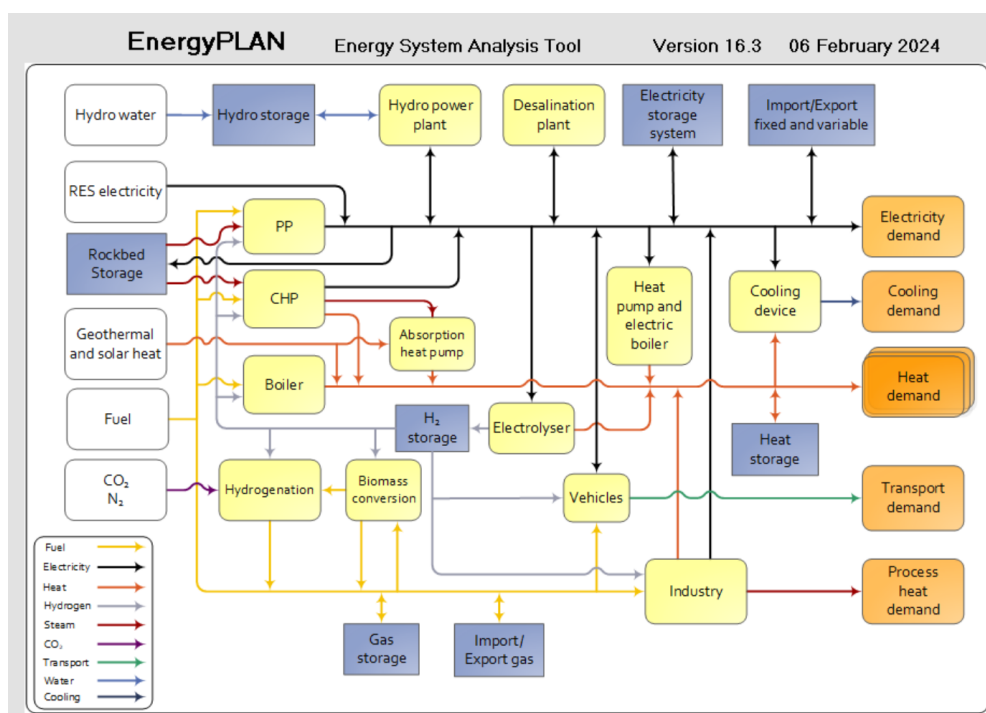 EnergyPLAN Energy System Analysis Tool Version 16.3 06 February 2024
Hydro water
Hydro storage
Hydro power
plant
Desalination
plant
Electricity
storage
system
Import/Export
fixed and variable
RES electricity
PP
Electricity
demand
Rockbed
Storage
CHP
Heat
pump and
electric
boiler
Cooling
device
Cooling
demand
Geothermal
and solar heat
Absorption
heat pump
Boiler
Heat
demand
Fuel
H₂
storage
Electrolyser
Heat
storage
CO₂
N₂
Hydrogenation
Biomass
conversion
Vehicles
Transport
demand
Industry
Process
heat
demand
Gas
storage
Import/
Export gas
Fuel
Electricity
Heat
Hydrogen
Steam
CO₂
Transport
Water
Cooling